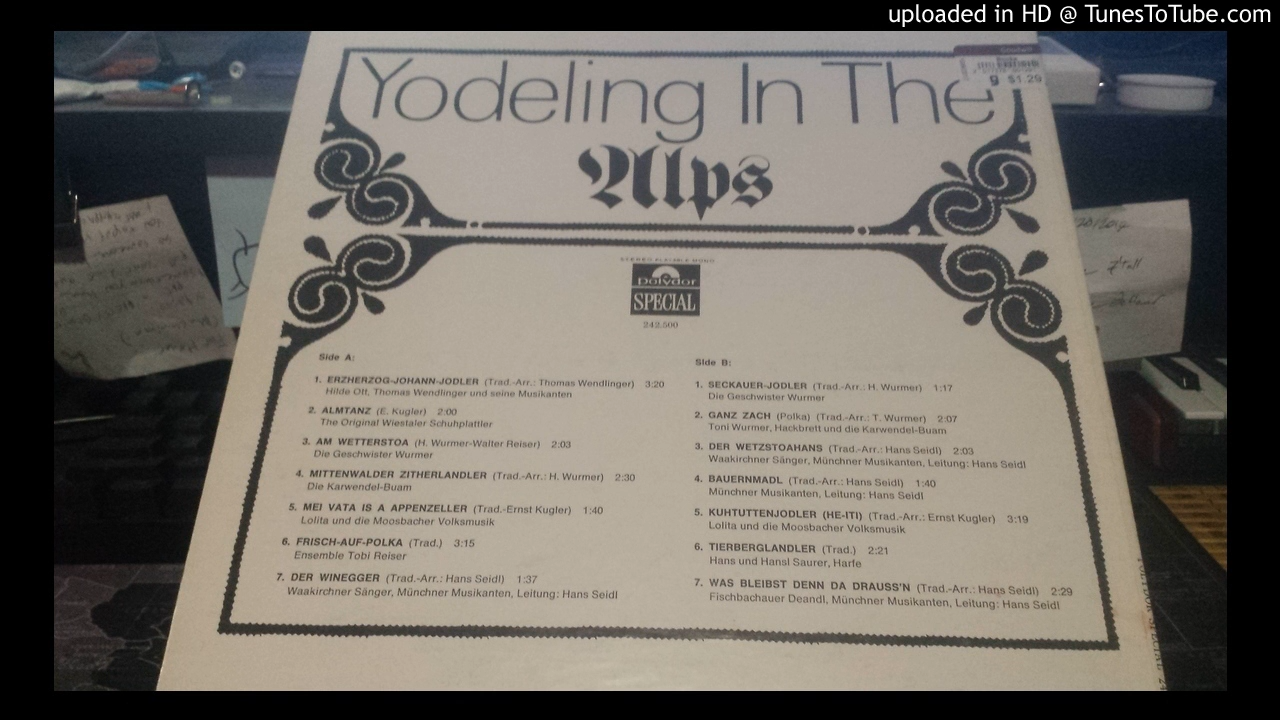 uploaded in HD @ TunesToTube.com
Yodeling In The
9 $1.29
Alps
STEREO PLAYABLE MONO
Polydor
SPECIAL
242.500
Side A:
1. ERZHERZOG-JOHANN-JODLER (Trad.-Arr.: Thomas Wendlinger) 3:20
Hilde Ott, Thomas Wendlinger und seine Musikanten
2. ALMTANZ (E. Kugler) 2:00
The Original Wiestaler Schuhplattler
3. AM WETTERSTOA (H. Wurmer-Walter Reiser) 2:03
Die Geschwister Wurmer
4. MITTENWALDER ZITHERLANDLER (Trad.-Arr.: H. Wurmer) 2:30
Die Karwendel-Buam
5. MEI VATA IS A APPENZELLER (Trad.-Ernst Kugler) 1:40
Lolita und die Moosbacher Volksmusik
6. FRISCH-AUF-POLKA (Trad.) 3:15
Ensemble Tobi Reiser
7. DER WINEGGER (Trad.-Arr.: Hans Seidl) 1:37
Waakirchner Sänger, Münchner Musikanten, Leitung: Hans Seidl
Side B:
1. SECKAUER-JODLER (Trad.-Arr.: H. Wurmer) 1:17
Die Geschwister Wurmer
2. GANZ ZACH (Polka) (Trad.-Arr.: T. Wurmer) 2:07
Toni Wurmer, Hackbrett und die Karwendel-Buam
3. DER WETZSTOAHANS (Trad.-Arr.: Hans Seidl) 2:03
Waakirchner Sänger, Münchner Musikanten, Leitung: Hans Seidl
4. BAUERNMADL (Trad.-Arr.: Hans Seidl) 1:40
Münchner Musikanten, Leitung: Hans Seidl
5. KUHTUTTENJODLER (HE-ITI) (Trad.-Arr.: Ernst Kugler) 3:19
Lolita und die Moosbacher Volksmusik
6. TIERBERGLANDLER (Trad.) 2:21
Hans und Hansl Saurer, Harfe
7. WAS BLEIBST DENN DA DRAUSS'N (Trad.-Arr.: Hans Seidl) 2:29
Fischbachauer Deandl, Münchner Musikanten, Leitung: Hans Seidl